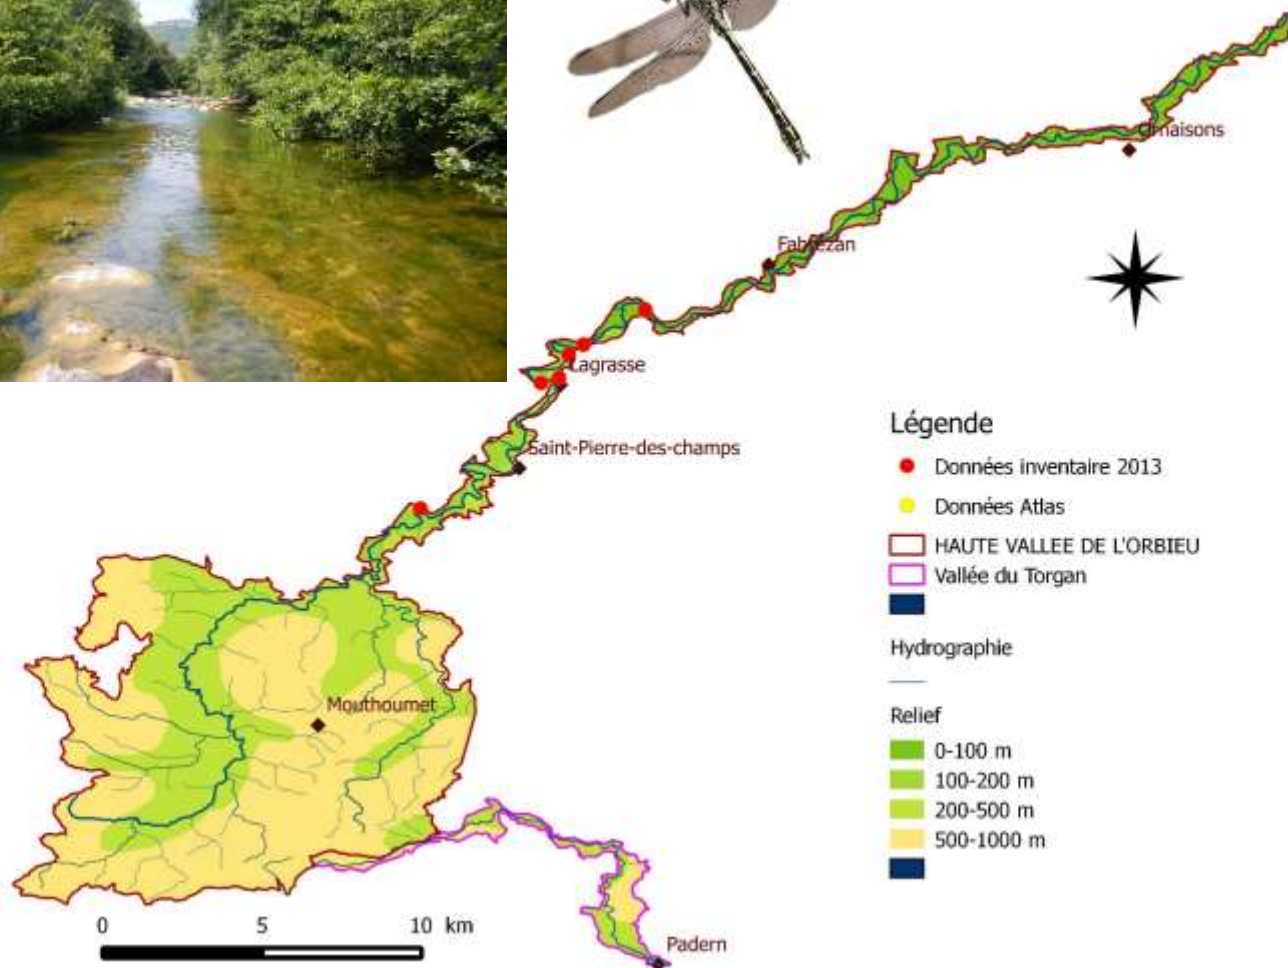 Ornaisons
Fabrezan
Lagrasse
Saint-Pierre-des-champs
Mouthoumet
Padern
0 5 10 km
Légende
Données inventaire 2013
Données Atlas
HAUTE VALLEE DE L'ORBIEU
Vallée du Torgan
Hydrographie
Relief
0-100 m
100-200 m
200-500 m
500-1000 m